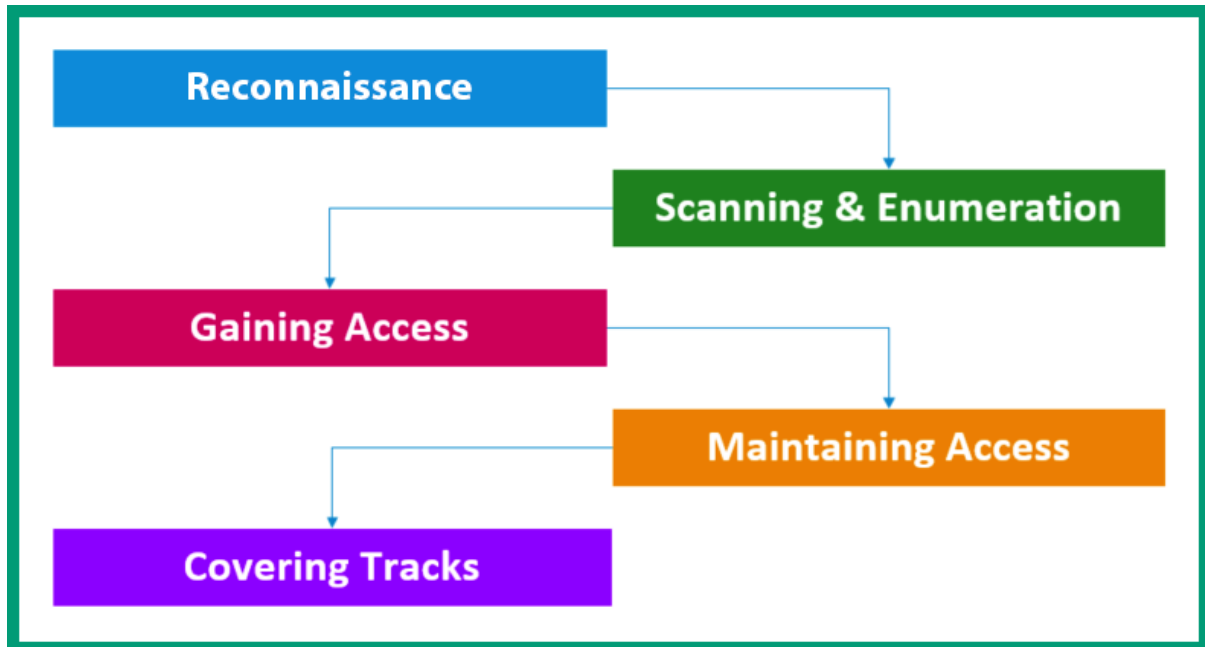 Reconnaissance
Scanning & Enumeration
Gaining Access
Maintaining Access
Covering Tracks